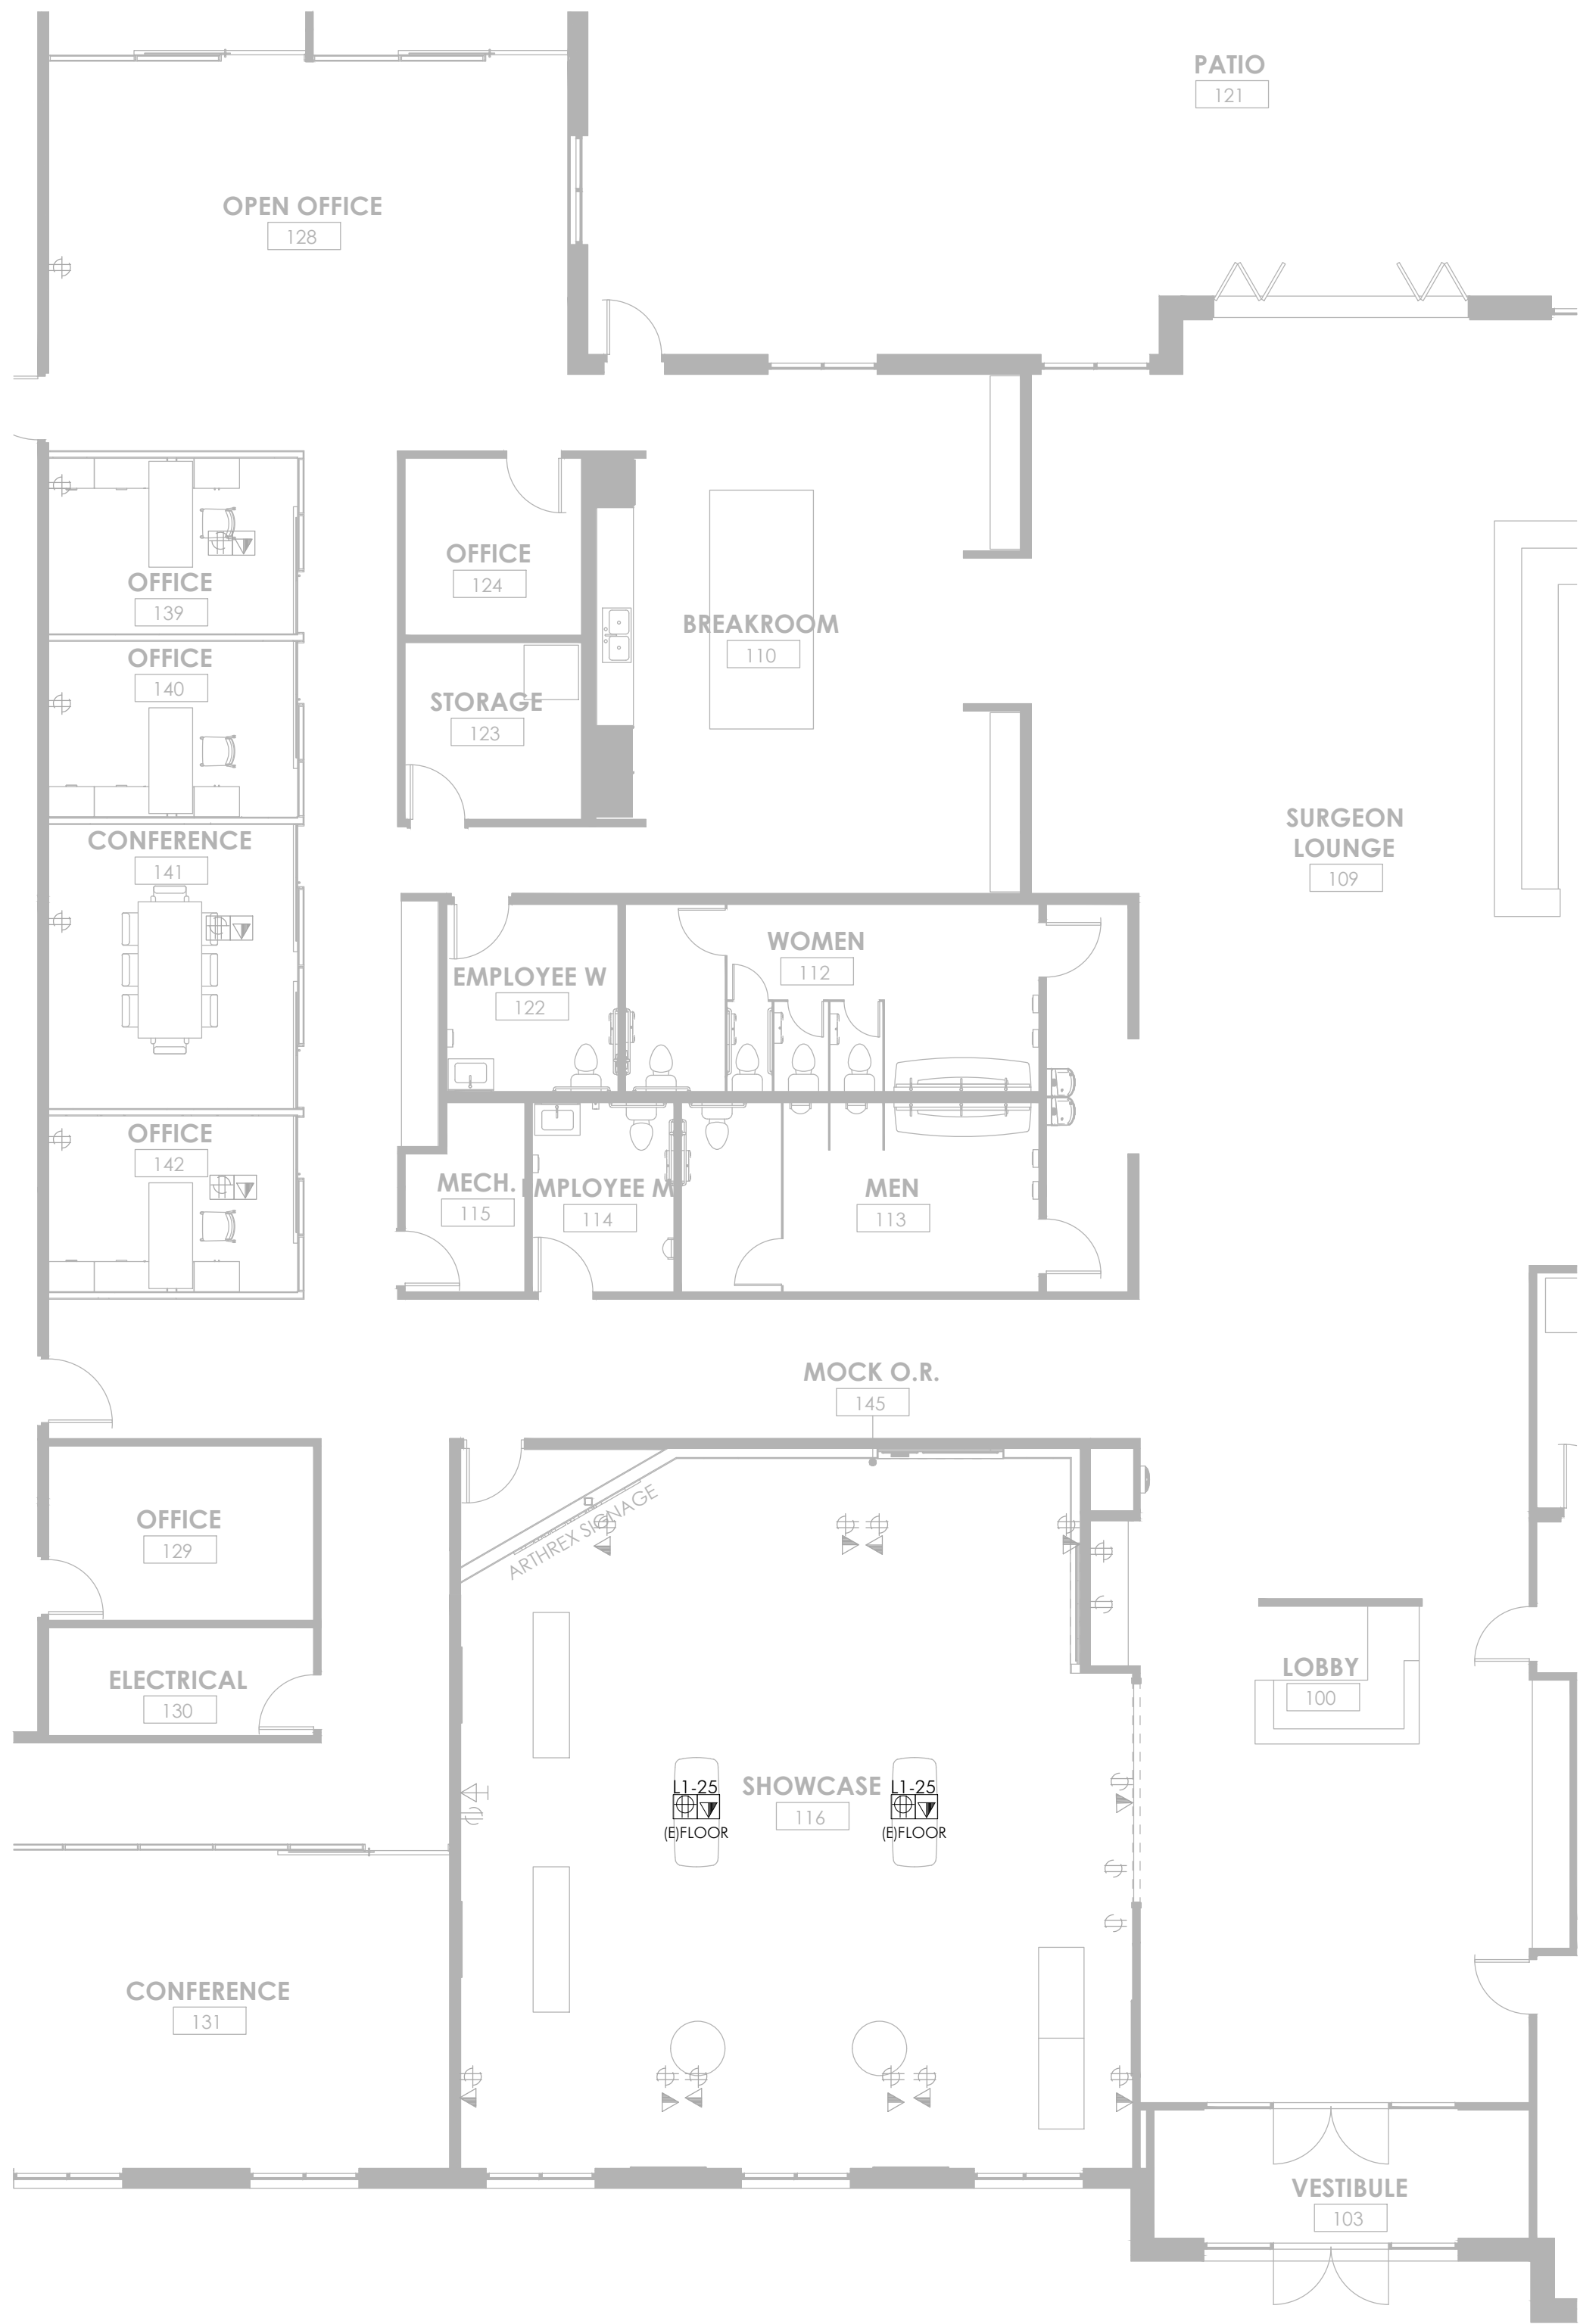 PATIO
121
OPEN OFFICE
128
OFFICE
124
OFFICE
139
BREAKROOM
110
OFFICE
140
STORAGE
123
CONFERENCE
141
SURGEON
LOUNGE
109
WOMEN
112
EMPLOYEE W
122
OFFICE
142
MECH.
115
EMPLOYEE M
114
MEN
113
MOCK O.R.
145
ARTHREX SIGNAGE
OFFICE
129
ELECTRICAL
130
LOBBY
100
L1-25
(E)FLOOR
SHOWCASE
116
L1-25
(E)FLOOR
CONFERENCE
131
VESTIBULE
103